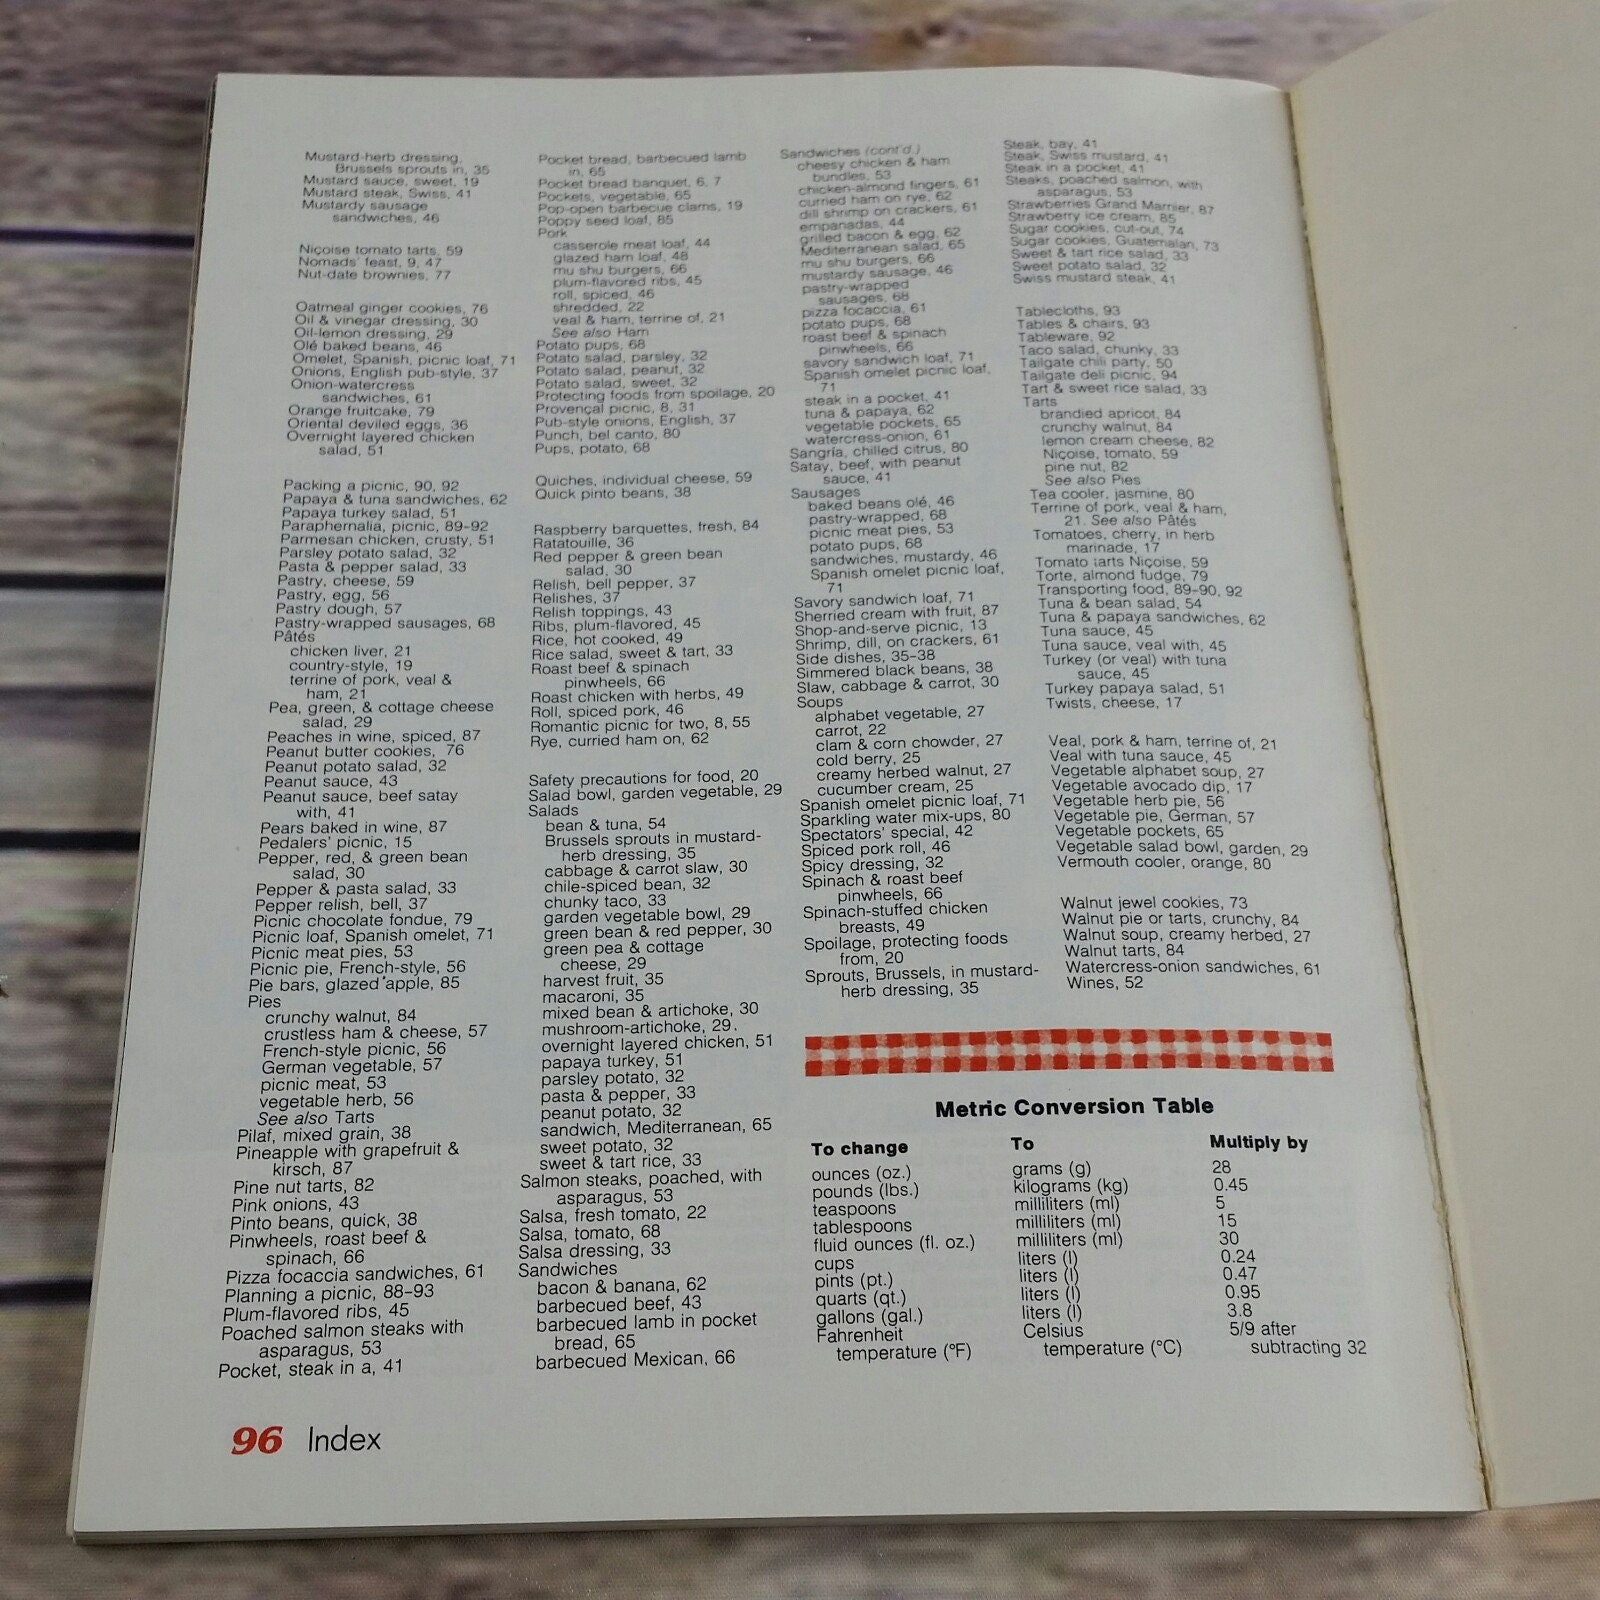 Mustard-herb dressing,
Brussels sprouts in, 35
Mustard sauce, sweet, 19
Mustard steak, Swiss, 41
Mustardy sausage
sandwiches, 46
Niçoise tomato tarts, 59
Nomads' feast, 9, 47
Nut-date brownies, 77
Oatmeal ginger cookies, 76
Oil & vinegar dressing, 30
Oil-lemon dressing, 29
Olé baked beans, 46
Omelet, Spanish, picnic loaf, 71
Onions, English pub-style, 37
Onion-watercress
sandwiches, 61
Orange fruitcake, 79
Oriental deviled eggs, 36
Overnight layered chicken
salad, 51
Packing a picnic, 90, 92
Papaya & tuna sandwiches, 62
Papaya turkey salad, 51
Paraphernalia, picnic, 89-92
Parmesan chicken, crusty, 51
Parsley potato salad, 32
Pasta & pepper salad, 33
Pastry, cheese, 59
Pastry, egg, 56
Pastry dough, 57
Pastry-wrapped sausages, 68
Pâtés
chicken liver, 21
country-style, 19
terrine of pork, veal &
ham, 21
Pea, green, & cottage cheese
salad, 29
Peaches in wine, spiced, 87
Peanut butter cookies, 76
Peanut potato salad, 32
Peanut sauce, 43
Peanut sauce, beef satay
with, 41
Pears baked in wine, 87
Pedalers' picnic, 15
Pepper, red, & green bean
salad, 30
Pepper & pasta salad, 33
Pepper relish, bell, 37
Picnic chocolate fondue, 79
Picnic loaf, Spanish omelet, 71
Picnic meat pies, 53
Picnic pie, French-style, 56
Pie bars, glazed apple, 85
Pies
crunchy walnut, 84
crustless ham & cheese, 57
French-style picnic, 56
German vegetable, 57
picnic meat, 53
vegetable herb, 56
See also Tarts
Pilaf, mixed grain, 38
Pineapple with grapefruit &
kirsch, 87
Pine nut tarts, 82
Pink onions, 43
Pinto beans, quick, 38
Pinwheels, roast beef &
spinach, 66
Pizza focaccia sandwiches, 61
Planning a picnic, 88-93
Plum-flavored ribs, 45
Poached salmon steaks with
asparagus, 53
Pocket, steak in a, 41
Pocket bread, barbecued lamb
in, 65
Pocket bread banquet, 6, 7
Pockets, vegetable, 65
Pop-open barbecue clams, 19
Poppy seed loaf, 85
Pork
casserole meat loaf, 44
glazed ham loaf, 48
mu shu burgers, 66
plum-flavored ribs, 45
roll, spiced, 46
shredded, 22
veal & ham, terrine of, 21
See also Ham
Potato pups, 68
Potato salad, parsley, 32
Potato salad, peanut, 32
Potato salad, sweet, 32
Protecting foods from spoilage, 20
Provençal picnic, 8, 31
Pub-style onions, English, 37
Punch, bel canto, 80
Pups, potato, 68
Quiches, individual cheese, 59
Quick pinto beans, 38
Raspberry barquettes, fresh, 84
Ratatouille, 36
Red pepper & green bean
salad, 30
Relish, bell pepper, 37
Relishes, 37
Relish toppings, 43
Ribs, plum-flavored, 45
Rice, hot cooked, 49
Rice salad, sweet & tart, 33
Roast beef & spinach
pinwheels, 66
Roast chicken with herbs, 49
Roll, spiced pork, 46
Romantic picnic for two, 8, 55
Rye, curried ham on, 62
Safety precautions for food, 20
Salad bowl, garden vegetable, 29
Salads
bean & tuna, 54
Brussels sprouts in mustard-
herb dressing, 35
cabbage & carrot slaw, 30
chile-spiced bean, 32
chunky taco, 33
garden vegetable bowl, 29
green bean & red pepper, 30
green pea & cottage
cheese, 29
harvest fruit, 35
macaroni, 35
mixed bean & artichoke, 30
mushroom-artichoke, 29.
overnight layered chicken, 51
papaya turkey, 51
parsley potato, 32
pasta & pepper, 33
peanut potato, 32
sandwich, Mediterranean, 65
sweet potato, 32
sweet & tart rice, 33
Salmon steaks, poached, with
asparagus, 53
Salsa, fresh tomato, 22
Salsa, tomato, 68
Salsa dressing, 33
Sandwiches
bacon & banana, 62
barbecued beef, 43
barbecued lamb in pocket
bread, 65
barbecued Mexican, 66
Sandwiches (cont'd.)
cheesy chicken & ham
bundles, 53
chicken-almond fingers, 61
curried ham on rye, 62
dill shrimp on crackers, 61
empanadas, 44
grilled bacon & egg, 62
Mediterranean salad, 65
mu shu burgers, 66
mustardy sausage, 46
pastry-wrapped
sausages, 68
pizza focaccia, 61
potato pups, 68
roast beef & spinach
pinwheels, 66
savory sandwich loaf, 71
Spanish omelet picnic loaf,
71
steak in a pocket, 41
tuna & papaya, 62
vegetable pockets, 65
watercress-onion, 61
Sangría, chilled citrus, 80
Satay, beef, with peanut
sauce, 41
Sausages
baked beans olé, 46
pastry-wrapped, 68
picnic meat pies, 53
potato pups, 68
sandwiches, mustardy, 46
Spanish omelet picnic loaf,
71
Savory sandwich loaf, 71
Sherried cream with fruit, 87
Shop-and-serve picnic, 13
Shrimp, dill, on crackers, 61
Side dishes, 35-38
Simmered black beans, 38
Slaw, cabbage & carrot, 30
Soups
alphabet vegetable, 27
carrot, 22
clam & corn chowder, 27
cold berry, 25
creamy herbed walnut, 27
cucumber cream, 25
Spanish omelet picnic loaf, 71
Sparkling water mix-ups, 80
Spectators' special, 42
Spiced pork roll, 46
Spicy dressing, 32
Spinach & roast beef
pinwheels, 66
Spinach-stuffed chicken
breasts, 49
Spoilage, protecting foods
from, 20
Sprouts, Brussels, in mustard-
herb dressing, 35
Steak, bay, 41
Steak, Swiss mustard, 41
Steak in a pocket, 41
Steaks, poached salmon, with
asparagus, 53
Strawberries Grand Marnier, 87
Strawberry ice cream, 85
Sugar cookies, cut-out, 74
Sugar cookies, Guatemalan, 73
Sweet & tart rice salad, 33
Sweet potato salad, 32
Swiss mustard steak, 41
Tablecloths, 93
Tables & chairs, 93
Tableware, 92
Taco salad, chunky, 33
Tailgate chili party, 50
Tailgate deli picnic, 94
Tart & sweet rice salad, 33
Tarts
brandied apricot, 84
crunchy walnut, 84
lemon cream cheese, 82
Niçoise, tomato, 59
pine nut, 82
See also Pies
Tea cooler, jasmine, 80
Terrine of pork, veal & ham,
21. See also Pâtés
Tomatoes, cherry, in herb
marinade, 17
Tomato tarts Niçoise, 59
Torte, almond fudge, 79
Transporting food, 89-90, 92
Tuna & bean salad, 54
Tuna & papaya sandwiches, 62
Tuna sauce, 45
Tuna sauce, veal with, 45
Turkey (or veal) with tuna
sauce, 45
Turkey papaya salad, 51
Twists, cheese, 17
Veal, pork & ham, terrine of, 21
Veal with tuna sauce, 45
Vegetable alphabet soup, 27
Vegetable avocado dip, 17
Vegetable herb pie, 56
Vegetable pie, German, 57
Vegetable pockets, 65
Vegetable salad bowl, garden, 29
Vermouth cooler, orange, 80
Walnut jewel cookies, 73
Walnut pie or tarts, crunchy, 84
Walnut soup, creamy herbed, 27
Walnut tarts, 84
Watercress-onion sandwiches, 61
Wines, 52
Metric Conversion Table
To change To Multiply by
ounces (oz.) grams (g) 28
pounds (lbs.) kilograms (kg) 0.45
teaspoons milliliters (ml) 5
tablespoons milliliters (ml) 15
fluid ounces (fl. oz.) milliliters (ml) 30
cups liters (l) 0.24
pints (pt.) liters (l) 0.47
quarts (qt.) liters (l) 0.95
gallons (gal.) liters (l) 3.8
Fahrenheit Celsius 5/9 after
temperature (°F) temperature (°C) subtracting 32
96 Index